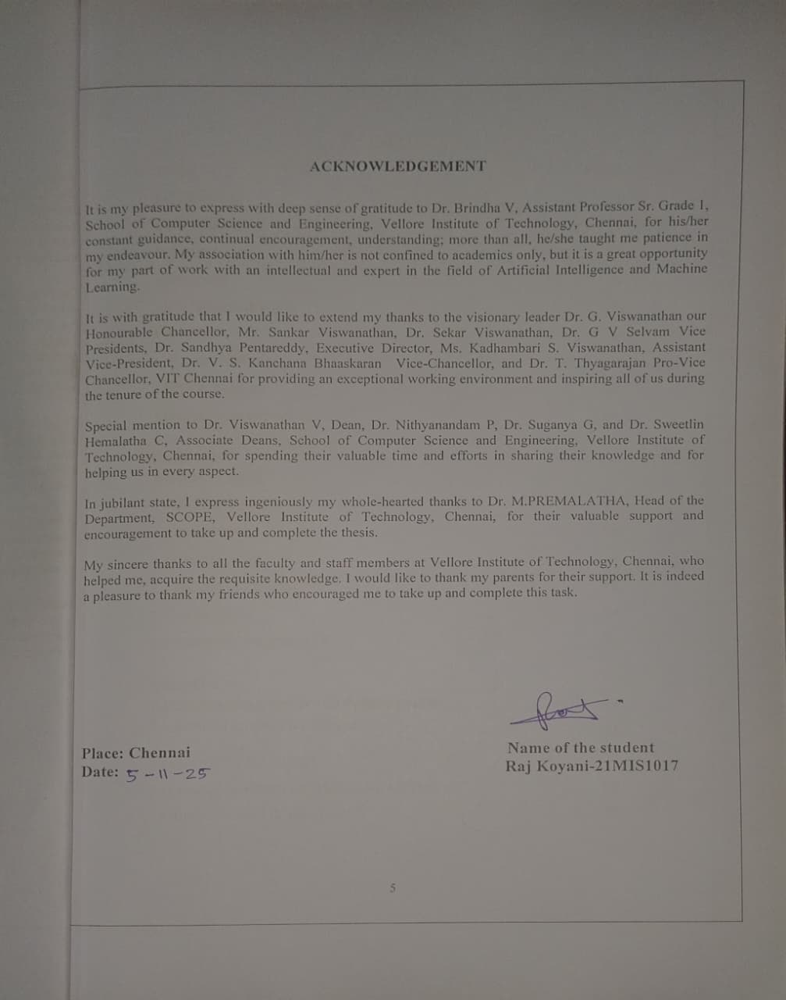 ACKNOWLEDGEMENT
It is my pleasure to express with deep sense of gratitude to Dr. Brindha V, Assistant Professor Sr. Grade 1,
School of Computer Science and Engineering, Vellore Institute of Technology, Chennai, for his/her
constant guidance, continual encouragement, understanding; more than all, he/she taught me patience in
my endeavour. My association with him/her is not confined to academics only, but it is a great opportunity
for my part of work with an intellectual and expert in the field of Artificial Intelligence and Machine
Learning.
It is with gratitude that I would like to extend my thanks to the visionary leader Dr. G. Viswanathan our
Honourable Chancellor, Mr. Sankar Viswanathan, Dr. Sekar Viswanathan, Dr. G V Selvam Vice
Presidents, Dr. Sandhya Pentareddy, Executive Director, Ms. Kadhambari S. Viswanathan, Assistant
Vice-President, Dr. V. S. Kanchana Bhaaskaran Vice-Chancellor, and Dr. T. Thyagarajan Pro-Vice
Chancellor, VIT Chennai for providing an exceptional working environment and inspiring all of us during
the tenure of the course.
Special mention to Dr. Viswanathan V, Dean, Dr. Nithyanandam P, Dr. Suganya G, and Dr. Sweetlin
Hemalatha C, Associate Deans, School of Computer Science and Engineering, Vellore Institute of
Technology, Chennai, for spending their valuable time and efforts in sharing their knowledge and for
helping us in every aspect.
In jubilant state, I express ingeniously my whole-hearted thanks to Dr. M.PREMALATHA, Head of the
Department, SCOPE, Vellore Institute of Technology, Chennai, for their valuable support and
encouragement to take up and complete the thesis.
My sincere thanks to all the faculty and staff members at Vellore Institute of Technology, Chennai, who
helped me, acquire the requisite knowledge. I would like to thank my parents for their support. It is indeed
a pleasure to thank my friends who encouraged me to take up and complete this task.
Place: Chennai
Date: 5-11-25
Name of the student
Raj Koyani-21MIS1017
5